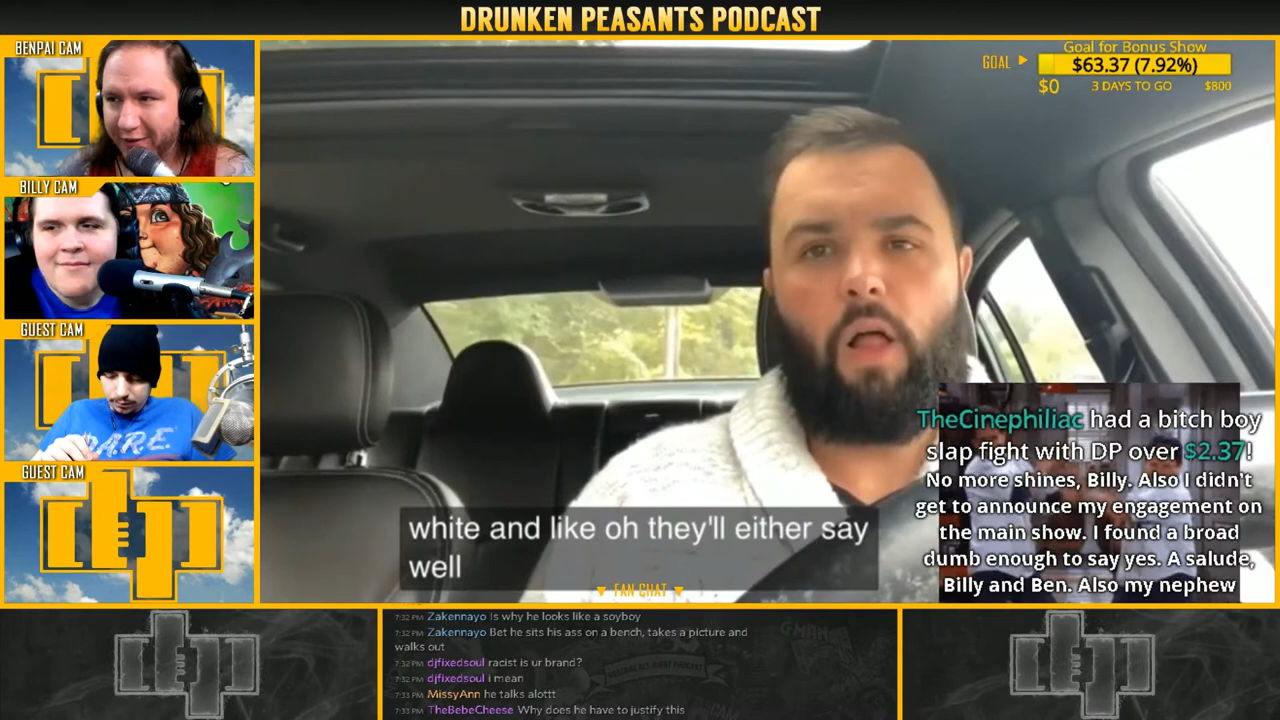 DRUNKEN PEASANTS PODCAST
BENPAI CAM
BILLY CAM
GUEST CAM
D.A.R.E.
GUEST CAM
Goal for Bonus Show
GOAL
$63.37 (7.92%)
$0
3 DAYS TO GO
$800
TheCinephiliac had a bitch boy
slap fight with DP over $2.37!
No more shines, Billy. Also I didn't
get to announce my engagement on
the main show. I found a broad
dumb enough to say yes. A salude,
Billy and Ben. Also my nephew
white and like oh they'll either say
well
FAN CHAT
7:32 PM Zakennayo Is why he looks like a soyboy
7:32 PM Zakennayo Bet he sits his ass on a bench, takes a picture and
walks out
7:32 PM djfixedsoul racist is ur brand?
7:32 PM djfixedsoul i mean
7:33 PM MissyAnn he talks alottt
7:33 PM TheBebeCheese Why does he have to justify this